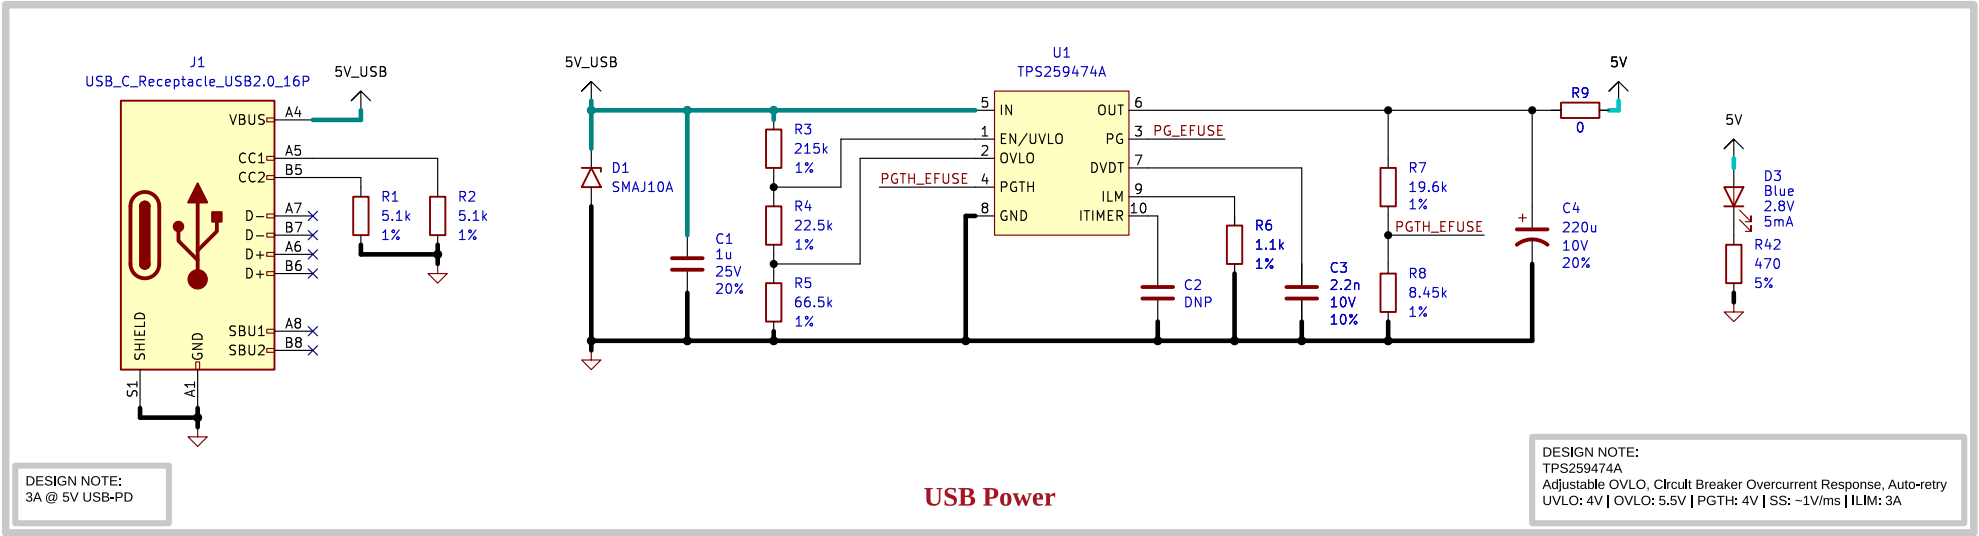 J1
USB_C_Receptacle_USB2.0_16P
5V_USB
VBUS
A4
CC1
A5
CC2
B5
D-
A7
D-
B7
D+
A6
D+
B6
SBU1
A8
SBU2
B8
SHIELD
GND
S1
A1
R1
5.1k
1%
R2
5.1k
1%
5V_USB
D1
SMAJ10A
C1
1u
25V
20%
R3
215k
1%
R4
22.5k
1%
R5
66.5k
1%
PGTH_EFUSE
U1
TPS259474A
5
IN
1
EN/UVLO
2
OVLO
4
PGTH
8
GND
OUT
6
PG
3
PG_EFUSE
DVDT
7
ILM
9
ITIMER
10
C2
DNP
R6
1.1k
1%
C3
2.2n
10V
10%
R7
19.6k
1%
PGTH_EFUSE
R8
8.45k
1%
C4
+
220u
10V
20%
R9
0
5V
5V
D3
Blue
2.8V
5mA
R42
470
5%
DESIGN NOTE:
3A @ 5V USB-PD
USB Power
DESIGN NOTE:
TPS259474A
Adjustable OVLO, Circuit Breaker Overcurrent Response, Auto-retry
UVLO: 4V | OVLO: 5.5V | PGTH: 4V | SS: ~1V/ms | ILIM: 3A